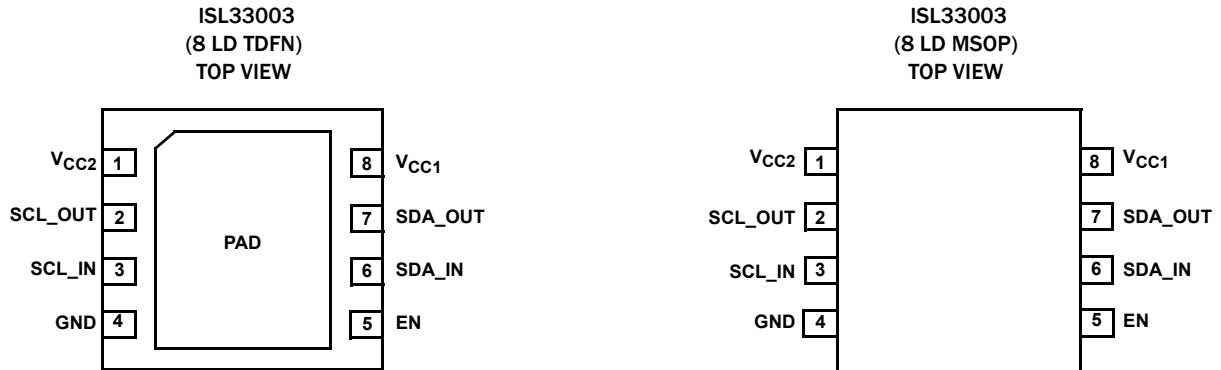 ISL33003
(8 LD TDFN)
TOP VIEW
VCC2 1
8 VCC1
SCL_OUT 2
7 SDA_OUT
PAD
SCL_IN 3
6 SDA_IN
GND 4
5 EN
ISL33003
(8 LD MSOP)
TOP VIEW
VCC2 1
8 VCC1
SCL_OUT 2
7 SDA_OUT
SCL_IN 3
6 SDA_IN
GND 4
5 EN